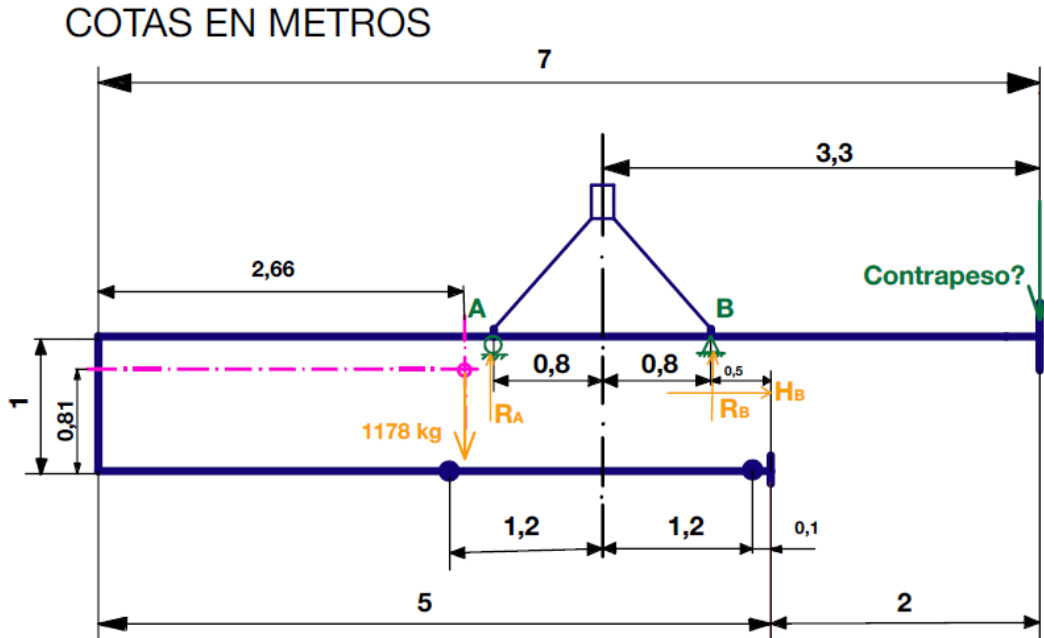 COTAS EN METROS
7
3,3
2,66
Contrapeso?
A
B
0,8
0,8
0,5
HB
RA
RB
1
0,81
1178 kg
1,2
1,2
0,1
5
2